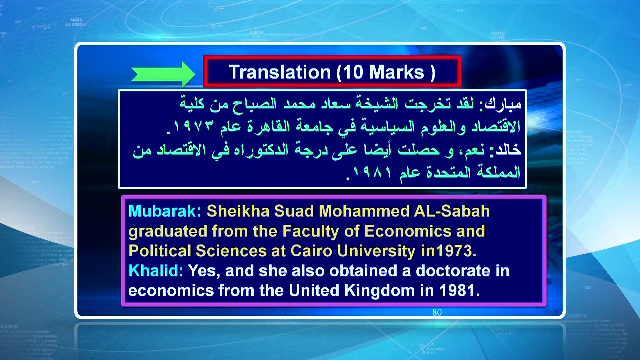 Translation (10 Marks )
مبارك: لقد تخرجت الشيخة سعاد محمد الصباح من كلية
الاقتصاد والعلوم السياسية في جامعة القاهرة عام ١٩٧٣.
خالد: نعم، و حصلت أيضا على درجة الدكتوراه في الاقتصاد من
المملكة المتحدة عام ١٩٨١.
Mubarak: Sheikha Suad Mohammed AL-Sabah
graduated from the Faculty of Economics and
Political Sciences at Cairo University in1973.
Khalid: Yes, and she also obtained a doctorate in
economics from the United Kingdom in 1981.
80